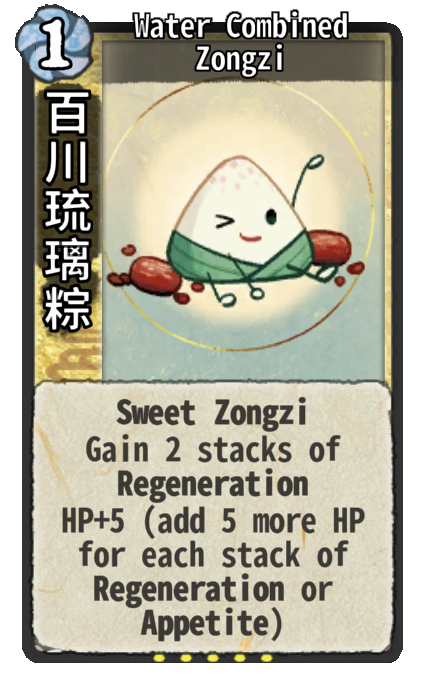 1
Water Combined
Zongzi
百川琉璃粽
Sweet Zongzi
Gain 2 stacks of
Regeneration
HP+5 (add 5 more HP
for each stack of
Regeneration or
Appetite)